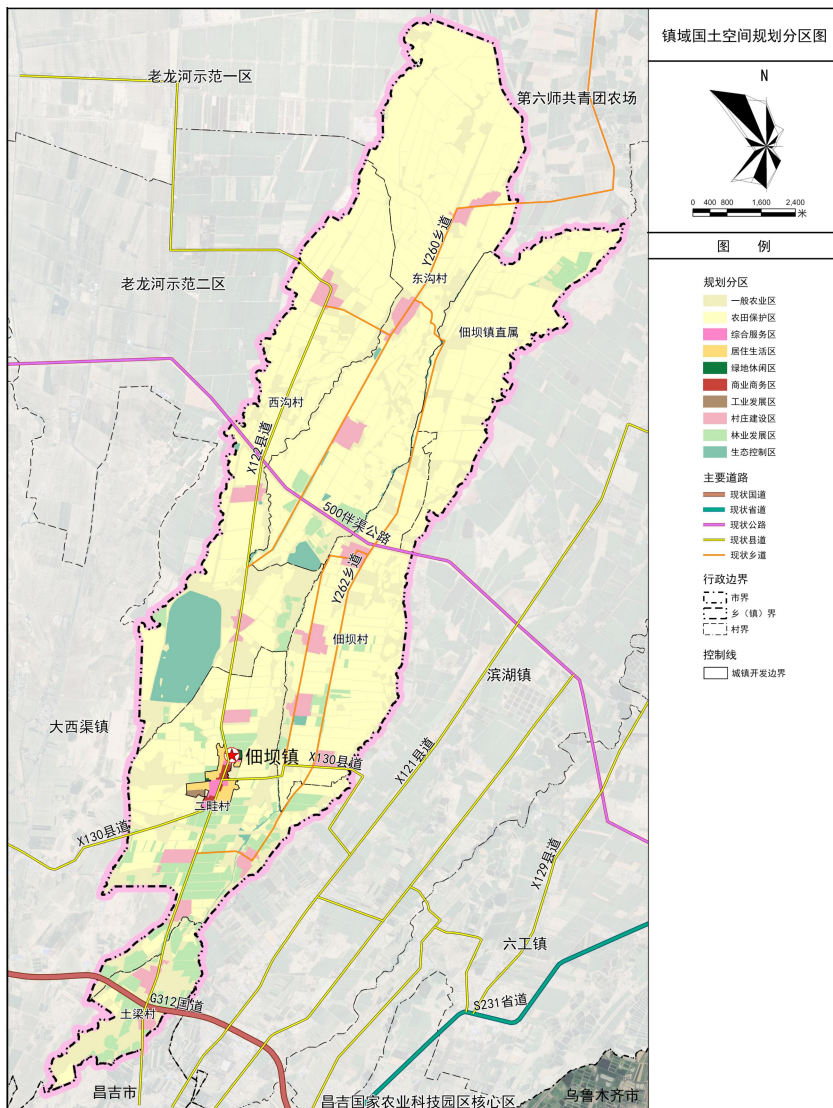 镇域国土空间规划分区图
N
0 400 800 1,600 2,400
米
图 例
规划分区
一般农业区
农田保护区
综合服务区
居住生活区
绿地休闲区
商业商务区
工业发展区
村庄建设区
林业发展区
生态控制区
主要道路
现状国道
现状省道
现状公路
现状县道
现状乡道
行政边界
市界
乡（镇）界
村界
控制线
城镇开发边界
老龙河示范一区
第六师共青团农场
Y260乡道
东沟村
老龙河示范二区
佃坝镇直属
西沟村
X122县道
500伴渠公路
Y262乡道
佃坝村
滨湖镇
大西渠镇
佃坝镇
X130县道
X121县道
二畦村
X130县道
X129县道
六工镇
G312国道
S231省道
土梁村
昌吉市
昌吉国家农业科技园区核心区
乌鲁木齐市